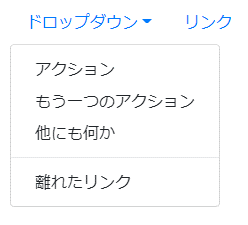 ドロップダウン リンク
アクション
もう一つのアクション
他にも何か
離れたリンク